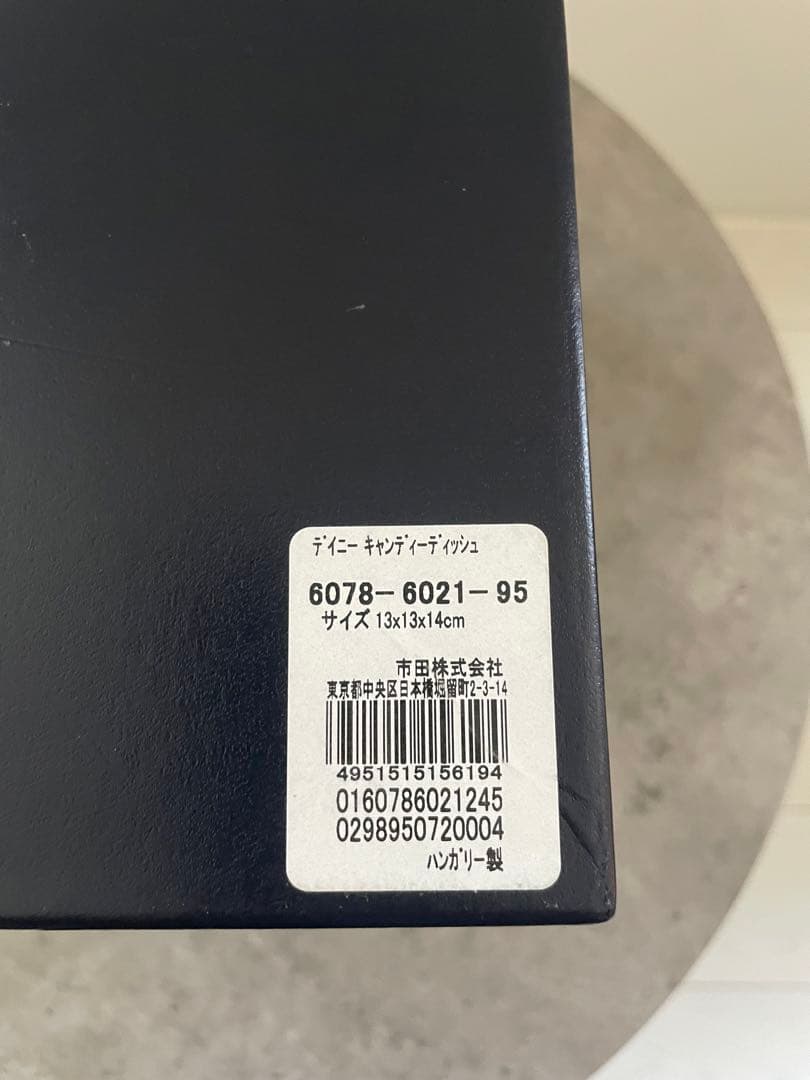 ﾃﾞｲﾆｰ ｷｬﾝﾃﾞｨｰﾃﾞｨｯｼｭ
6078-6021-95
サイズ 13x13x14cm
市田株式会社
東京都中央区日本橋堀留町2-3-14
4951515156194
0160786021245
0298950720004
ﾊﾝｶﾞﾘｰ製